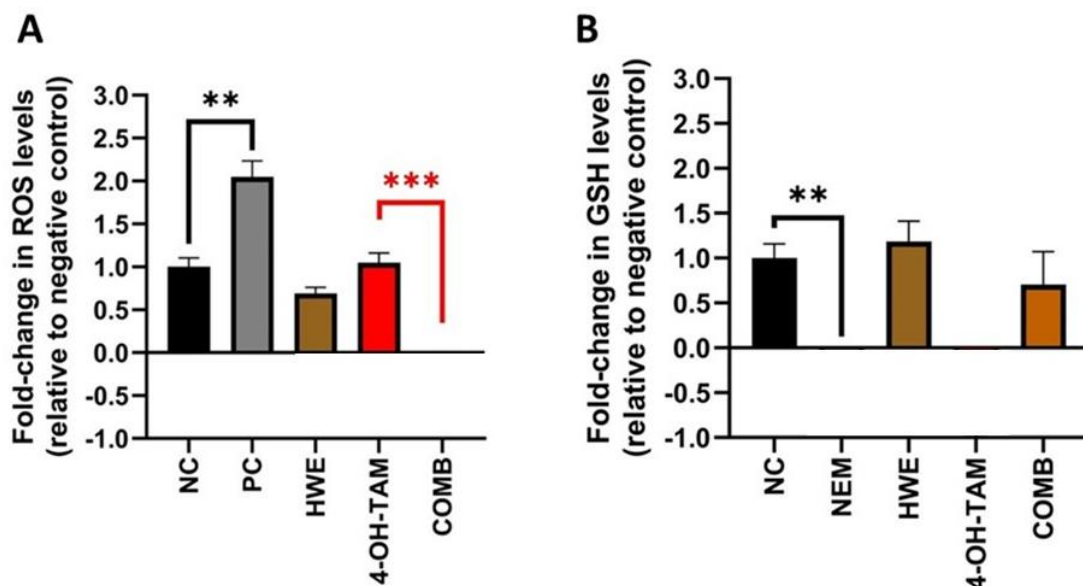 A
Fold-change in ROS levels
(relative to negative control)
3.0
2.5
2.0
1.5
1.0
0.5
0.0
-0.5
-1.0
**
***
NC
PC
HWE
4-OH-TAM
COMB
B
Fold-change in GSH levels
(relative to negative control)
3.0
2.5
2.0
1.5
1.0
0.5
0.0
-0.5
-1.0
**
NC
NEM
HWE
4-OH-TAM
COMB